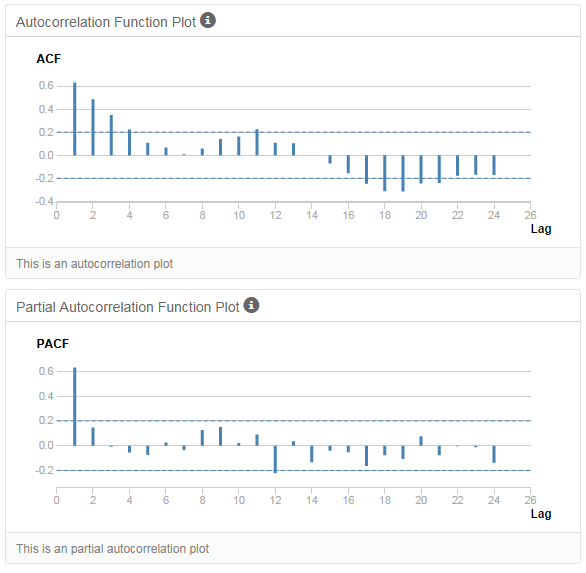 Autocorrelation Function Plot i
ACF
0.6
0.4
0.2
0.0
-0.2
-0.4
0 2 4 6 8 10 12 14 16 18 20 22 24 26
Lag
This is an autocorrelation plot
Partial Autocorrelation Function Plot i
PACF
0.6
0.4
0.2
0.0
-0.2
0 2 4 6 8 10 12 14 16 18 20 22 24 26
Lag
This is an partial autocorrelation plot